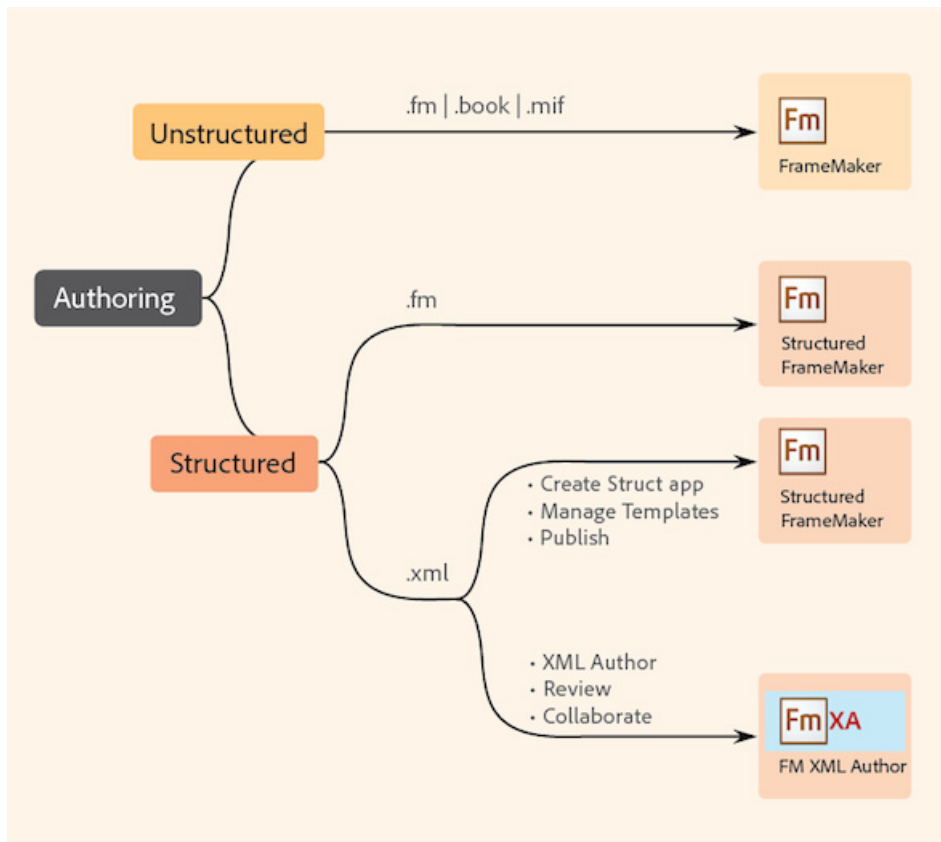 .fm | .book | .mif
Unstructured
Fm
FrameMaker
Authoring
.fm
Fm
Structured
FrameMaker
Structured
.xml
• Create Struct app
• Manage Templates
• Publish
Fm
Structured
FrameMaker
• XML Author
• Review
• Collaborate
Fm XA
FM XML Author